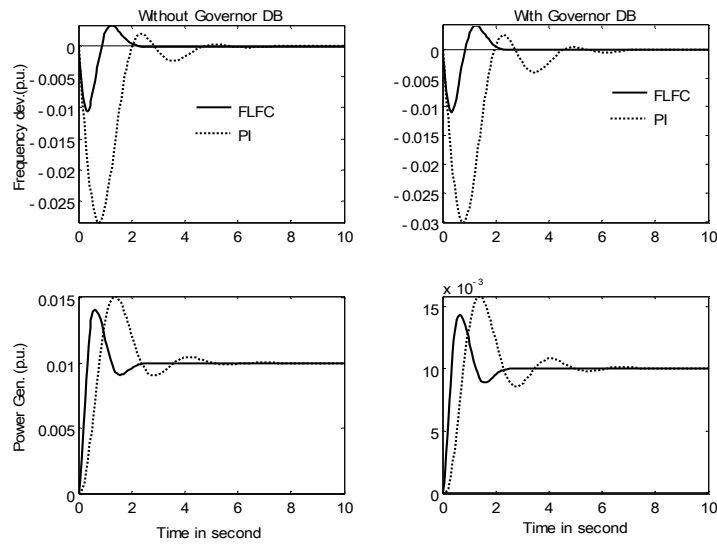 Without Governor DB
With Governor DB
Frequency dev.(p.u.)
0
- 0.005
- 0.01
- 0.015
- 0.02
- 0.025
FLFC
PI
0 2 4 6 8 10
0
- 0.005
- 0.01
- 0.015
- 0.02
- 0.025
- 0.03
FLFC
PI
0 2 4 6 8 10
Power Gen. (p.u.)
0.015
0.01
0.005
0
0 2 4 6 8 10
Time in second
x 10-3
15
10
5
0
0 2 4 6 8 10
Time in second